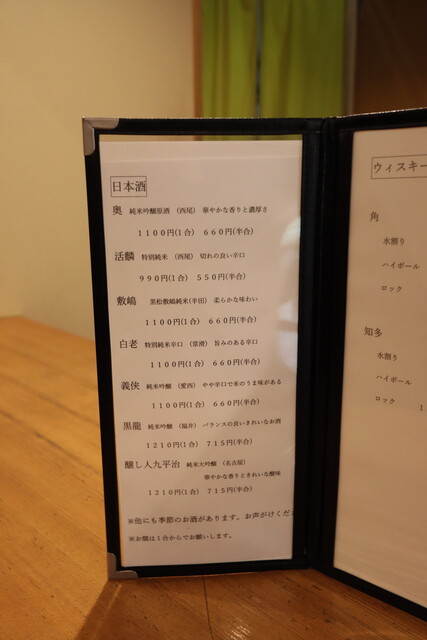 日本酒
奥 純米吟醸原酒 (西尾) 華やかな香りと濃厚さ
1100円(1合) 660円(半合)
活麟 特別純米 (西尾) 切れの良い辛口
990円(1合) 550円(半合)
敷嶋 黒松敷嶋純米(半田) 柔らかな味わい
1100円(1合) 660円(半合)
白老 特別純米辛口 (常滑) 旨みのある辛口
1100円(1合) 660円(半合)
義侠 純米吟醸 (愛西) やや辛口で米のうま味がある
1100円(1合) 660円(半合)
黒龍 純米吟醸 (福井) バランスの良いきれいなお酒
1210円(1合) 715円(半合)
醸し人九平治 純米大吟醸 (名古屋)
華やかな香りときれいな酸味
1210円(1合) 715円(半合)
※他にも季節のお酒があります。お声がけくだ
※お燗は1合からでお願いします。
ウィスキー
角
水割り
ハイボール
ロック
知多
水割り
ハイボール
ロック
1